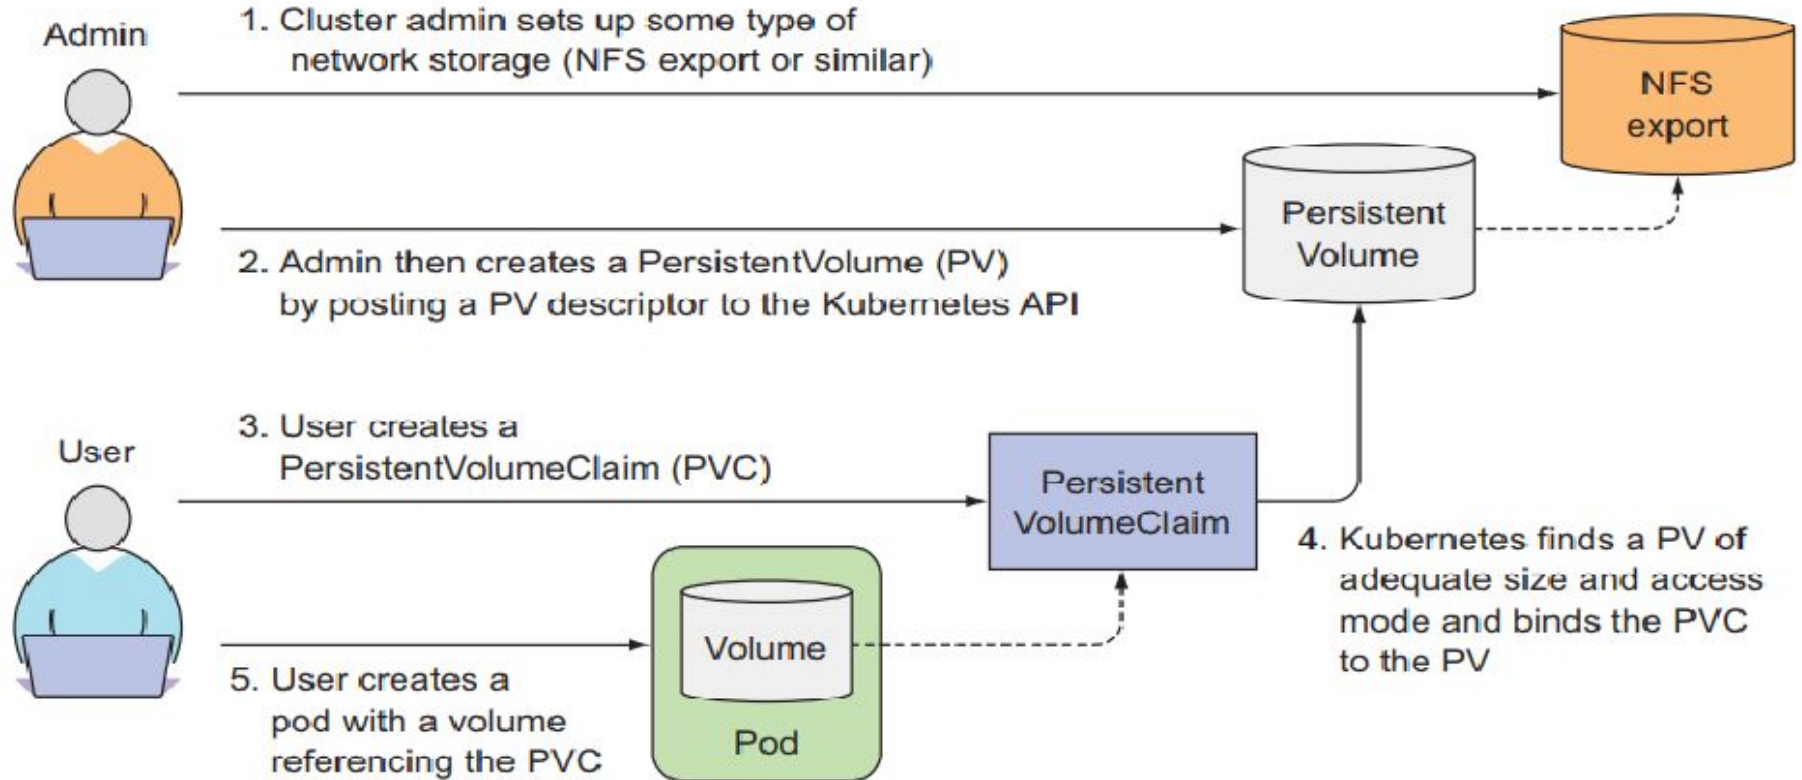 Admin
1. Cluster admin sets up some type of
network storage (NFS export or similar)
NFS
export
Persistent
Volume
2. Admin then creates a PersistentVolume (PV)
by posting a PV descriptor to the Kubernetes API
User
3. User creates a
PersistentVolumeClaim (PVC)
Persistent
VolumeClaim
4. Kubernetes finds a PV of
adequate size and access
mode and binds the PVC
to the PV
Volume
Pod
5. User creates a
pod with a volume
referencing the PVC